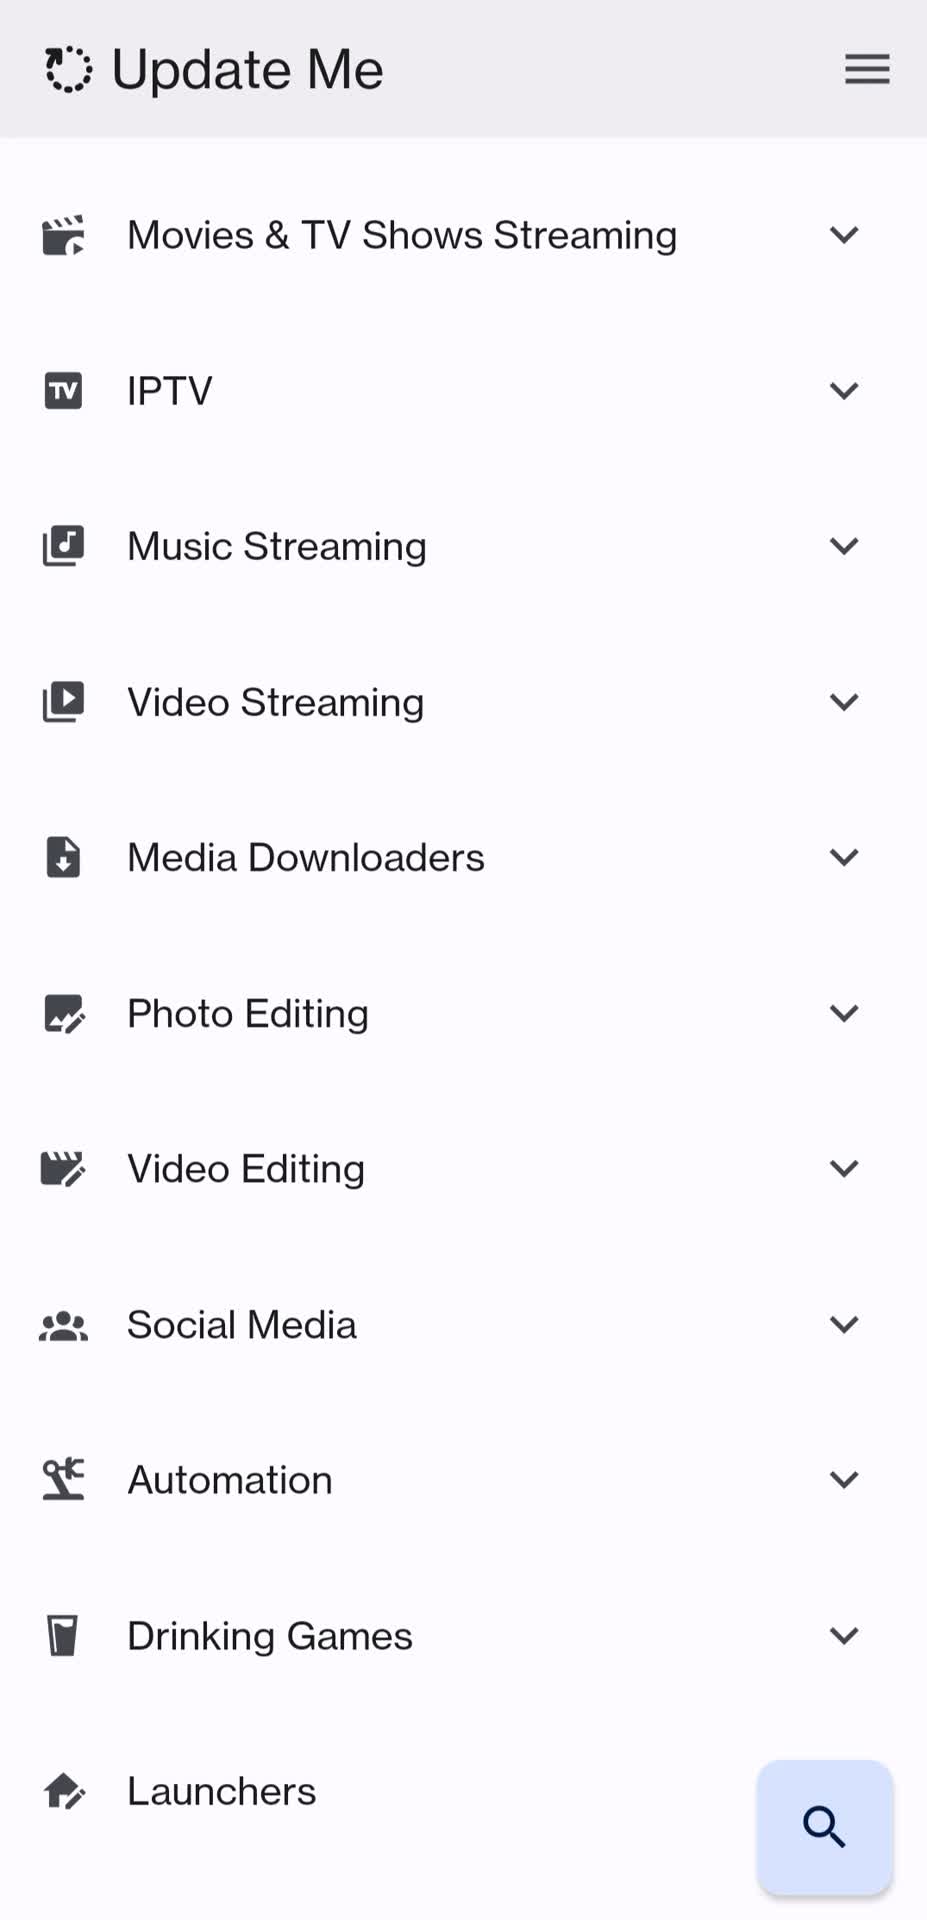 Update Me
Movies & TV Shows Streaming
TV
IPTV
Music Streaming
Video Streaming
Media Downloaders
Photo Editing
Video Editing
Social Media
Automation
Drinking Games
Launchers